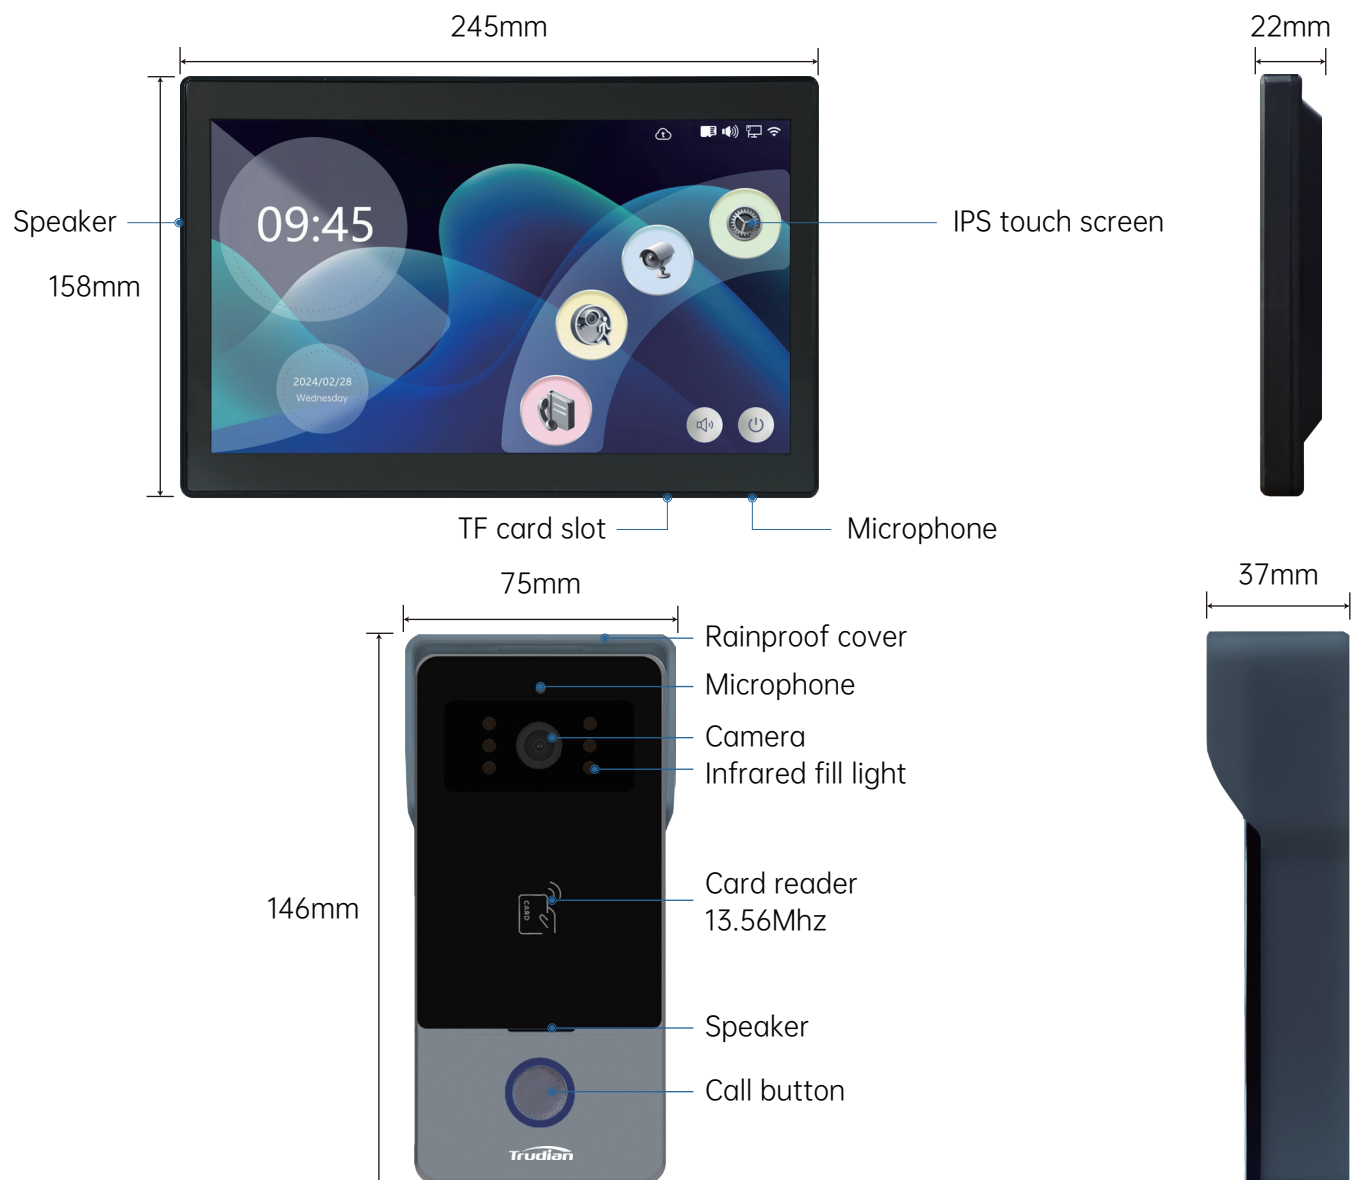 245mm
22mm
09:45
Speaker
IPS touch screen
158mm
2024/02/28
Wednesday
TF card slot
Microphone
75mm
37mm
Rainproof cover
Microphone
Camera
Infrared fill light
Card reader
13.56Mhz
CARD
146mm
Speaker
Call button
Trudian